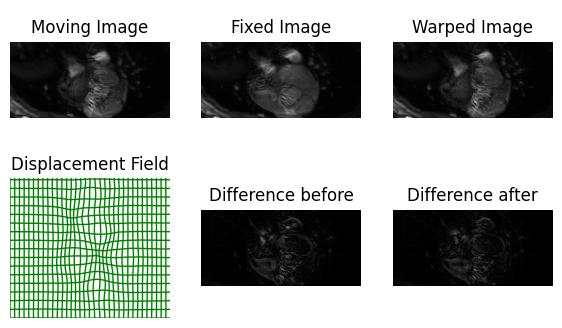 Moving Image
Fixed Image
Warped Image
Displacement Field
Difference before
Difference after